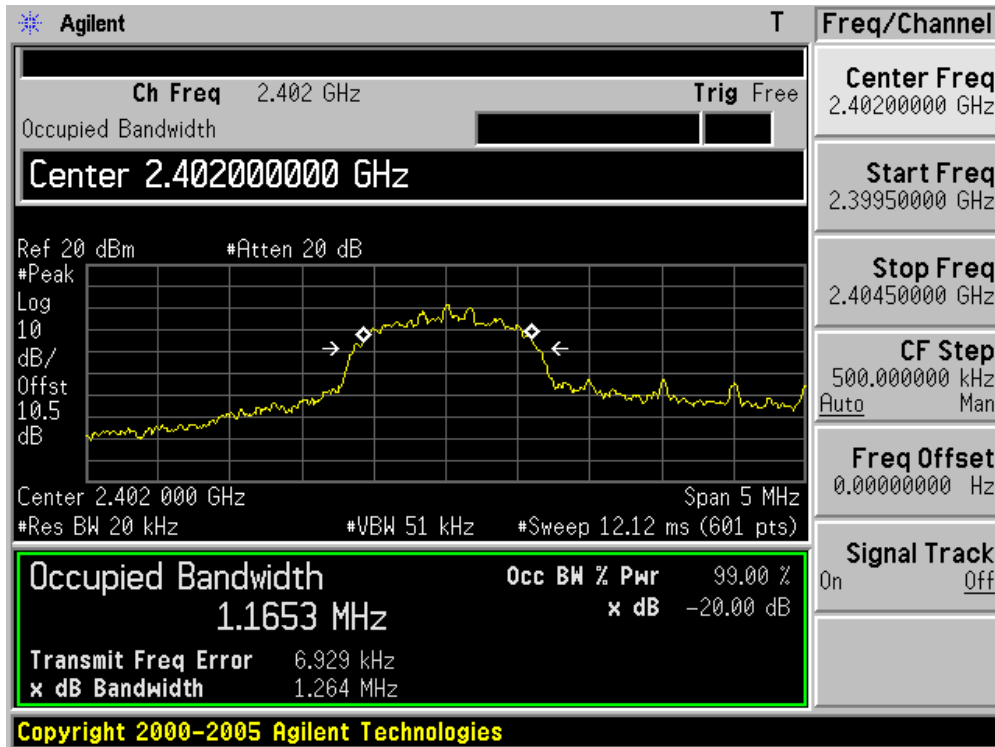 Agilent T
Ch Freq 2.402 GHz Trig Free
Occupied Bandwidth
Center 2.402000000 GHz
Ref 20 dBm #Atten 20 dB
#Peak
Log
10
dB/
Offst
10.5
dB
Center 2.402 000 GHz Span 5 MHz
#Res BW 20 kHz #VBW 51 kHz #Sweep 12.12 ms (601 pts)
Occupied Bandwidth Occ BW % Pwr 99.00 %
1.1653 MHz x dB -20.00 dB
Transmit Freq Error 6.929 kHz
x dB Bandwidth 1.264 MHz
Copyright 2000-2005 Agilent Technologies
Freq/Channel
Center Freq
2.40200000 GHz
Start Freq
2.39950000 GHz
Stop Freq
2.40450000 GHz
CF Step
500.000000 kHz
Auto Man
Freq Offset
0.00000000 Hz
Signal Track
On Off